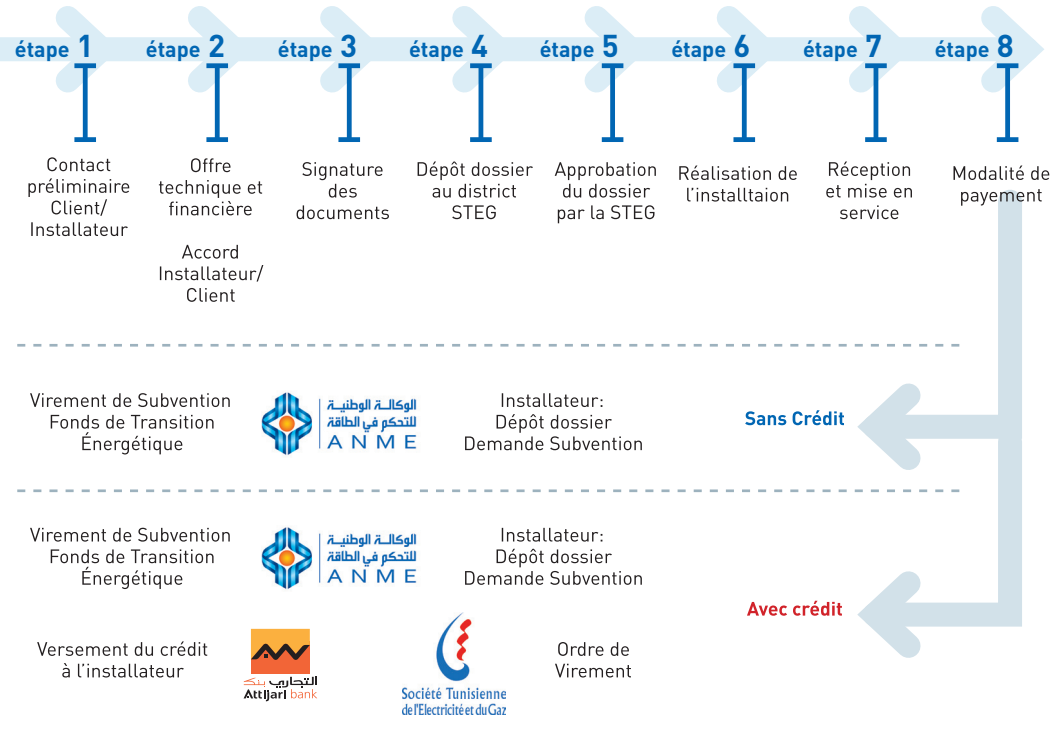 étape 1
étape 2
étape 3
étape 4
étape 5
étape 6
étape 7
étape 8
Contact
préliminaire
Client/
Installateur
Offre
technique et
financière
Accord
Installateur/
Client
Signature
des
documents
Dépôt dossier
au district
STEG
Approbation
du dossier
par la STEG
Réalisation de
l'installtaion
Réception
et mise en
service
Modalité de
payement
Virement de Subvention
Fonds de Transition
Énergétique
الوكالة الوطنية
للتحكم في الطاقة
ANME
Installateur:
Dépôt dossier
Demande Subvention
Sans Crédit
Virement de Subvention
Fonds de Transition
Énergétique
الوكالة الوطنية
للتحكم في الطاقة
ANME
Installateur:
Dépôt dossier
Demande Subvention
Avec crédit
Versement du crédit
à l'installateur
التجاري بنك
Attijari bank
Société Tunisienne
de l'Electricité et du Gaz
Ordre de
Virement